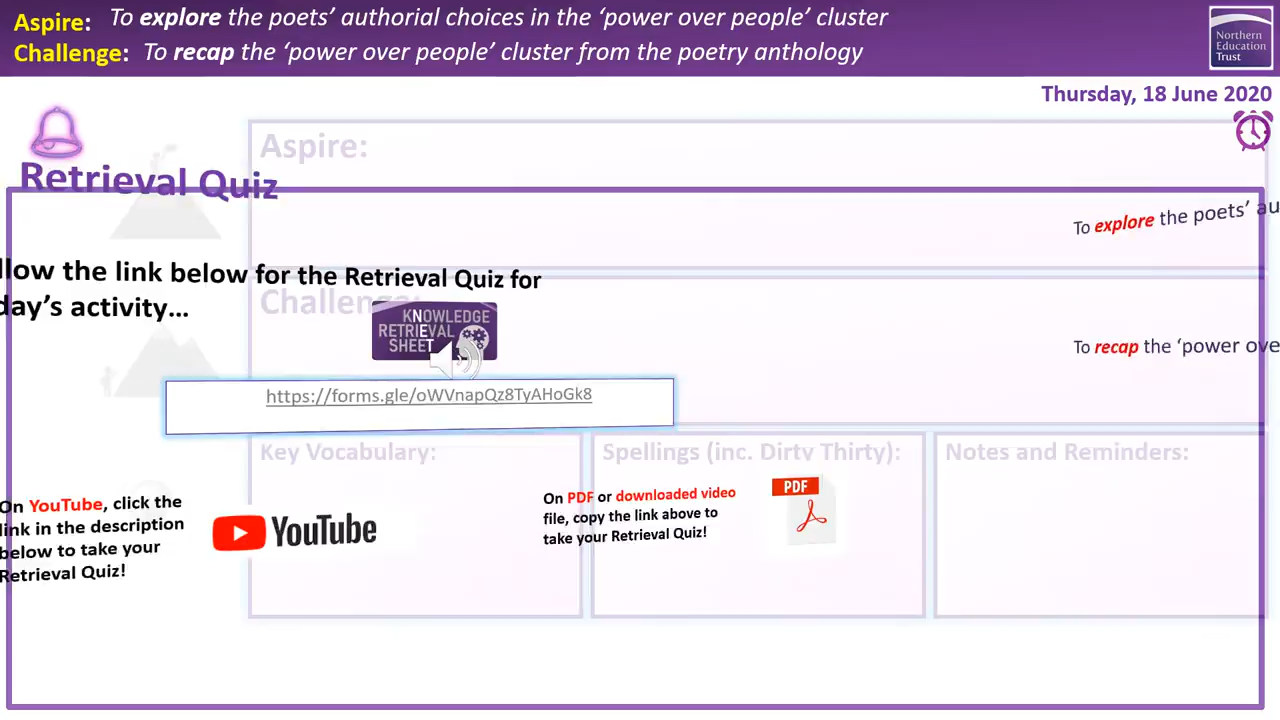 Aspire: To explore the poets’ authorial choices in the ‘power over people’ cluster
Challenge: To recap the ‘power over people’ cluster from the poetry anthology
Northern
Education
Trust
Thursday, 18 June 2020
Aspire:
Retrieval Quiz
To explore the poets’ au
llow the link below for the Retrieval Quiz for
day’s activity...
Challenge:
KNOWLEDGE
RETRIEVAL
SHEET
To recap the ‘power ove
https://forms.gle/oWVnapQz8TyAHoGk8
Key Vocabulary:
Spellings (inc. Dirty Thirty):
Notes and Reminders:
On YouTube, click the
link in the description
below to take your
Retrieval Quiz!
YouTube
On PDF or downloaded video
file, copy the link above to
take your Retrieval Quiz!
PDF